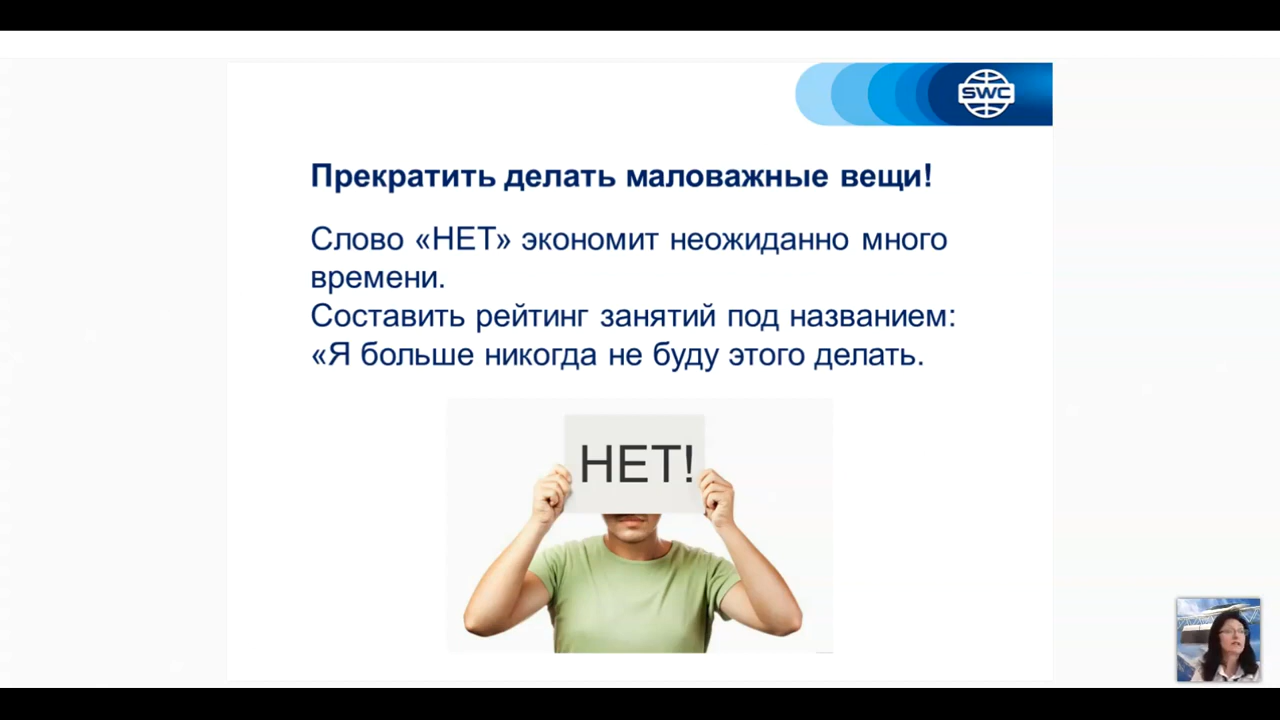 SWC
Прекратить делать маловажные вещи!
Слово «НЕТ» экономит неожиданно много
времени.
Составить рейтинг занятий под названием:
«Я больше никогда не буду этого делать.
НЕТ!